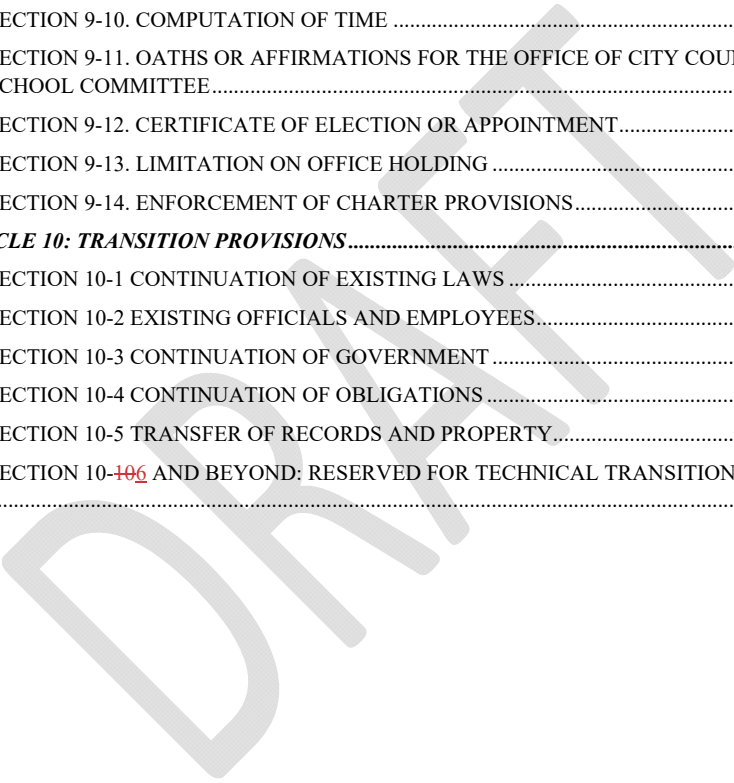 ECTION 9-10. COMPUTATION OF TIME ................................................................
ECTION 9-11. OATHS OR AFFIRMATIONS FOR THE OFFICE OF CITY COU
CHOOL COMMITTEE................................................................................................
ECTION 9-12. CERTIFICATE OF ELECTION OR APPOINTMENT.....................
ECTION 9-13. LIMITATION ON OFFICE HOLDING .............................................
ECTION 9-14. ENFORCEMENT OF CHARTER PROVISIONS.............................
CLE 10: TRANSITION PROVISIONS.......................................................................
ECTION 10-1 CONTINUATION OF EXISTING LAWS ..........................................
ECTION 10-2 EXISTING OFFICIALS AND EMPLOYEES.....................................
ECTION 10-3 CONTINUATION OF GOVERNMENT .............................................
ECTION 10-4 CONTINUATION OF OBLIGATIONS ..............................................
ECTION 10-5 TRANSFER OF RECORDS AND PROPERTY.................................
ECTION 10-106 AND BEYOND: RESERVED FOR TECHNICAL TRANSITION
....................................................................................................................................
DRAFT